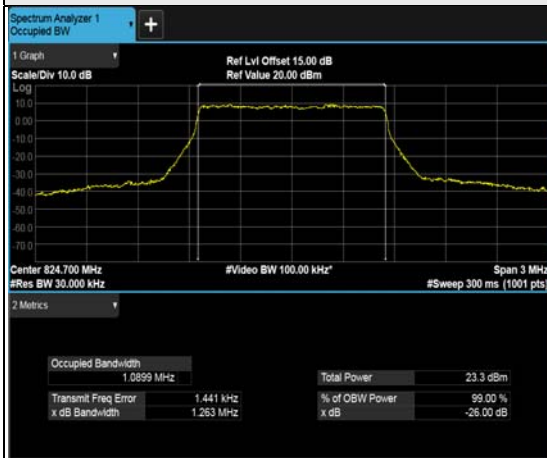 Spectrum Analyzer 1
Occupied BW
+
1 Graph
Scale/Div 10.0 dB
Ref Lvl Offset 15.00 dB
Ref Value 20.00 dBm
Log
10.0
0.00
-10.0
-20.0
-30.0
-40.0
-50.0
-60.0
-70.0
Center 824.700 MHz
#Video BW 100.00 kHz*
Span 3 MHz
#Res BW 30.000 kHz
#Sweep 300 ms (1001 pts)
2 Metrics
Occupied Bandwidth
1.0899 MHz
Total Power 23.3 dBm
Transmit Freq Error 1.441 kHz
% of OBW Power 99.00 %
x dB Bandwidth 1.263 MHz
x dB -26.00 dB